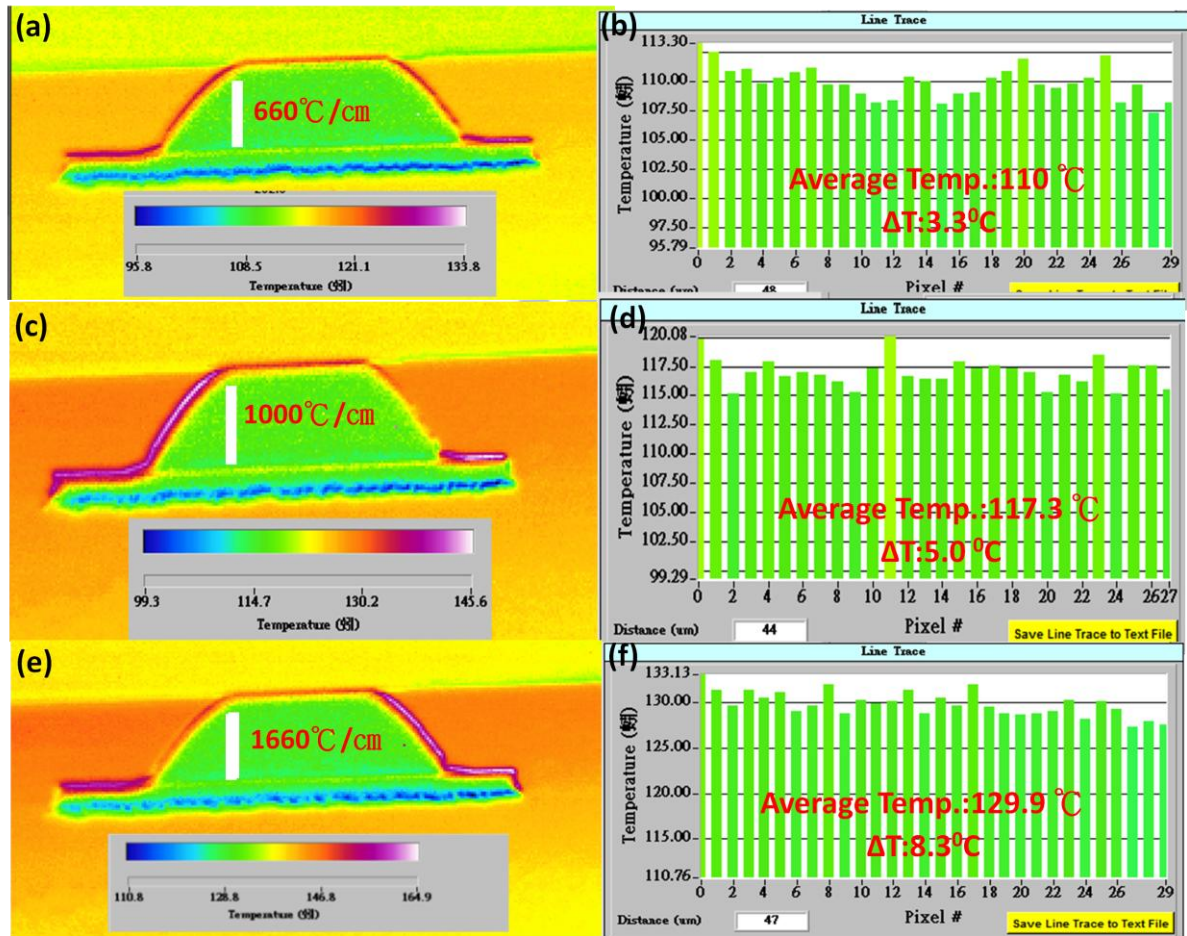 (a)
660℃/cm
95.8 108.5 121.1 133.8
Temperature
(b)
Line Trace
113.30
110.00
107.50
105.00
102.50
100.00
97.50
95.79
Temperature
Average Temp.:110 ℃
ΔT:3.3⁰C
0 2 4 6 8 10 12 14 16 18 20 22 24 26 29
Distance (um) 48 Pixel # Save Line Trace to Text File
(c)
1000℃/cm
99.3 114.7 130.2 145.6
Temperature
(d)
Line Trace
120.08
117.50
115.00
112.50
110.00
107.50
105.00
102.50
99.29
Temperature
Average Temp.:117.3 ℃
ΔT:5.0 ⁰C
0 2 4 6 8 10 12 14 16 18 20 22 24 2627
Distance (um) 44 Pixel # Save Line Trace to Text File
(e)
1660℃/cm
110.8 128.8 146.8 164.9
Temperature
(f)
Line Trace
133.13
130.00
125.00
120.00
115.00
110.76
Temperature
Average Temp.:129.9 ℃
ΔT:8.3⁰C
0 2 4 6 8 10 12 14 16 18 20 22 24 26 29
Distance (um) 47 Pixel # Save Line Trace to Text File